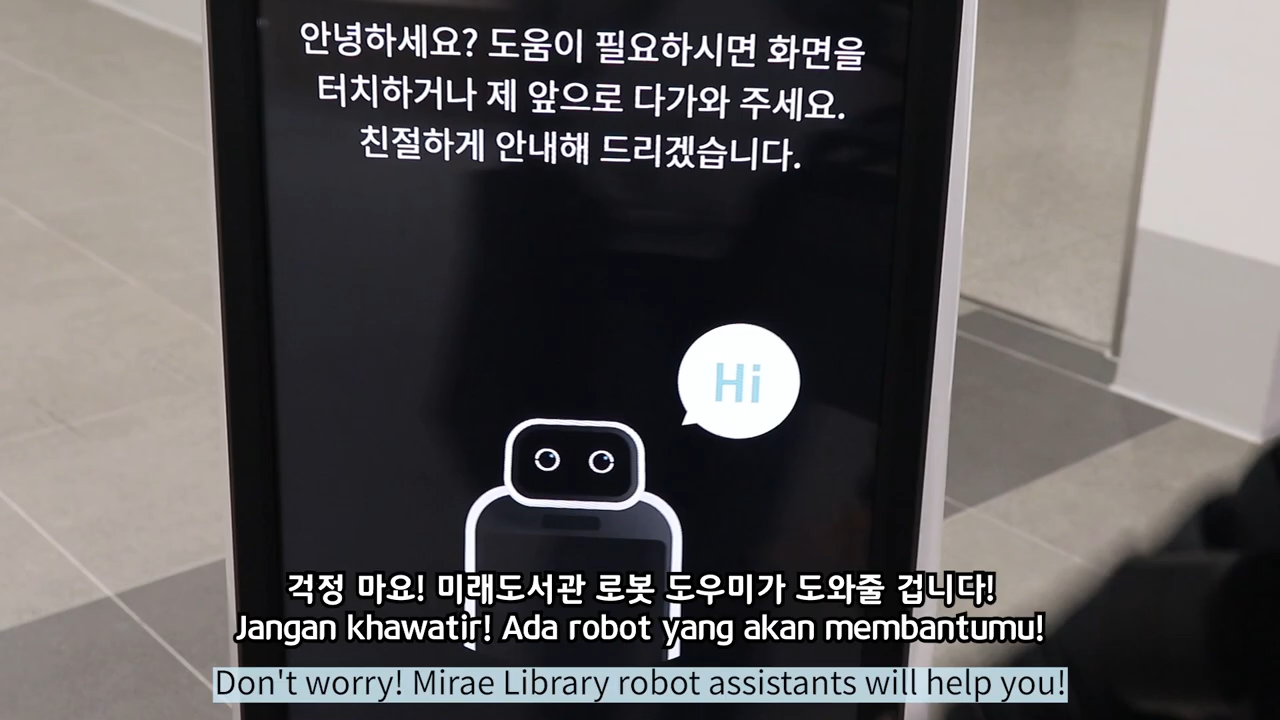 안녕하세요? 도움이 필요하시면 화면을
터치하거나 제 앞으로 다가와 주세요.
친절하게 안내해 드리겠습니다.
Hi
걱정 마요! 미래도서관 로봇 도우미가 도와줄 겁니다!
Jangan khawatir! Ada robot yang akan membantumu!
Don't worry! Mirae Library robot assistants will help you!